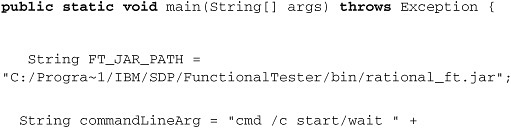 public static void main(String[] args) throws Exception {
String FT_JAR_PATH =
"C:/Progra~1/IBM/SDP/FunctionalTester/bin/rational_ft.jar";
String commandLineArg = "cmd /c start/wait " +